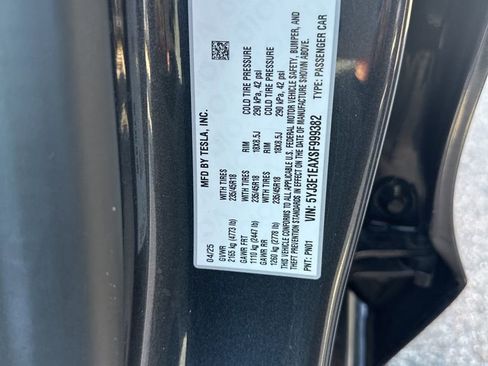 MFD BY TESLA, INC.
04/25
GVWR WITH TIRES RIM COLD TIRE PRESSURE
2165 kg (4773 lb) 235/45R18 18X8.5J 290 kPa, 42 psi
GAWR FRT WITH TIRES RIM COLD TIRE PRESSURE
1110 kg (2447 lb) 235/45R18 18X8.5J 290 kPa, 42 psi
GAWR RR
1260 kg (2778 lb) 235/45R18
THIS VEHICLE CONFORMS TO ALL APPLICABLE U.S. FEDERAL MOTOR VEHICLE SAFETY, BUMPER, AND
THEFT PREVENTION STANDARDS IN EFFECT ON THE DATE OF MANUFACTURE SHOWN ABOVE.
PNT: PN01 VIN: 5YJ3E1EAXSF999382 TYPE: PASSENGER CAR